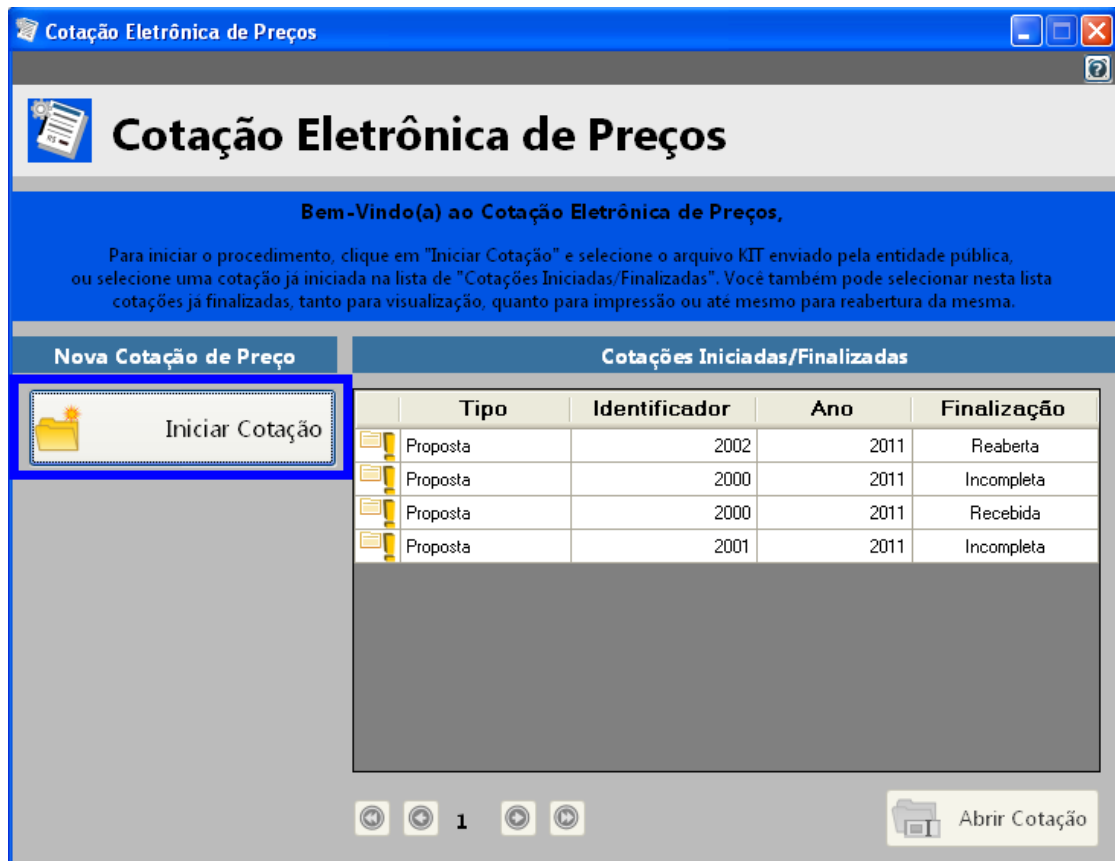 Cotação Eletrônica de Preços
Cotação Eletrônica de Preços
Bem-Vindo(a) ao Cotação Eletrônica de Preços,
Para iniciar o procedimento, clique em "Iniciar Cotação" e selecione o arquivo KIT enviado pela entidade pública,
ou selecione uma cotação já iniciada na lista de "Cotações Iniciadas/Finalizadas". Você também pode selecionar nesta lista
cotações já finalizadas, tanto para visualização, quanto para impressão ou até mesmo para reabertura da mesma.
Nova Cotação de Preço
Iniciar Cotação
Cotações Iniciadas/Finalizadas
Tipo Identificador Ano Finalização
Proposta 2002 2011 Reaberta
Proposta 2000 2011 Incompleta
Proposta 2000 2011 Recebida
Proposta 2001 2011 Incompleta
1
Abrir Cotação